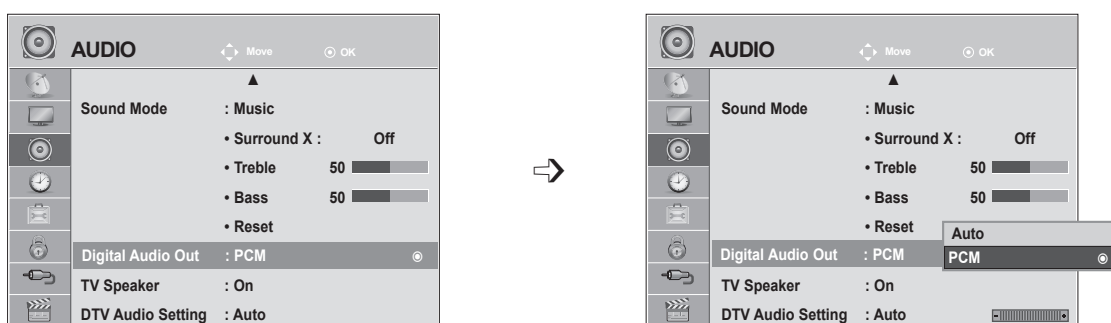 AUDIO Move OK
Sound Mode : Music
• Surround X : Off
• Treble 50
• Bass 50
• Reset
Digital Audio Out : PCM
TV Speaker : On
DTV Audio Setting : Auto
AUDIO Move OK
Sound Mode : Music
• Surround X : Off
• Treble 50
• Bass 50
• Reset
Auto
Digital Audio Out : PCM PCM
TV Speaker : On
DTV Audio Setting : Auto